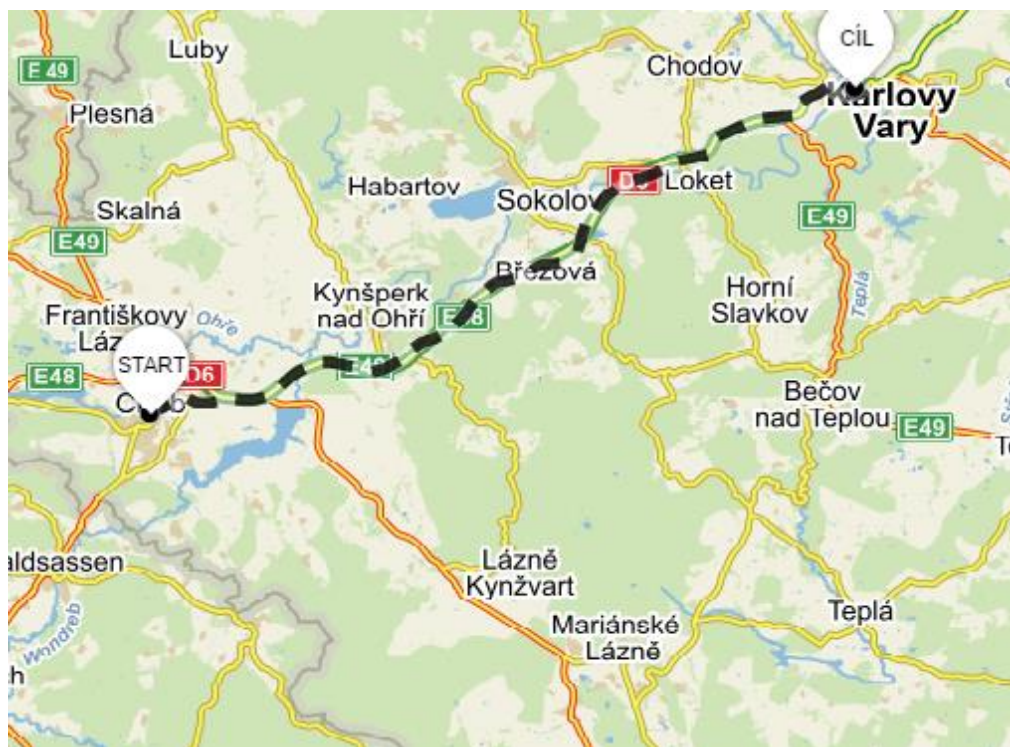 CÍL
Luby
E 49
Chodov
Karlovy
Vary
Plesná
Habartov
D6
Loket
Sokolov
Skalná
E49
E49
Březová
Teplá
Kynšperk
nad Ohří
Horní
Slavkov
E48
Františkovy
Ohře
START
D6
E48
E48
Bečov
nad Teplou
E49
Lázně
Kynžvart
aldsassen
Mariánské
Lázně
Teplá
Wondreb
ch